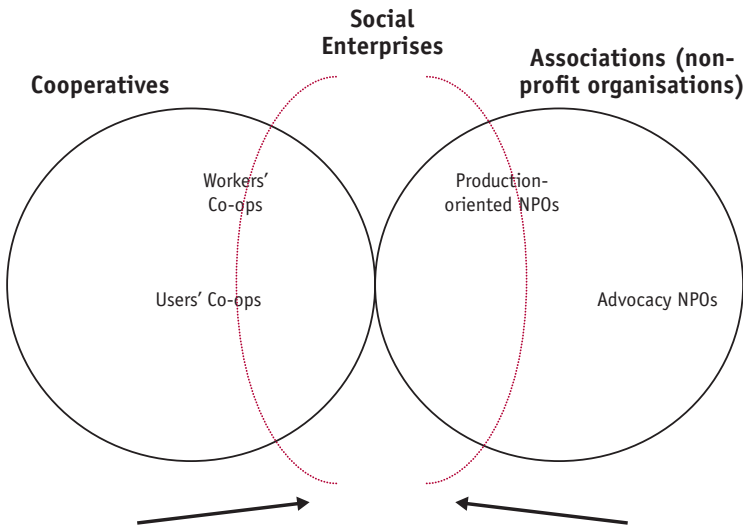 Social
Enterprises
Cooperatives
Associations (non-
profit organisations)
Workers’
Co-ops
Production-
oriented NPOs
Users’ Co-ops
Advocacy NPOs